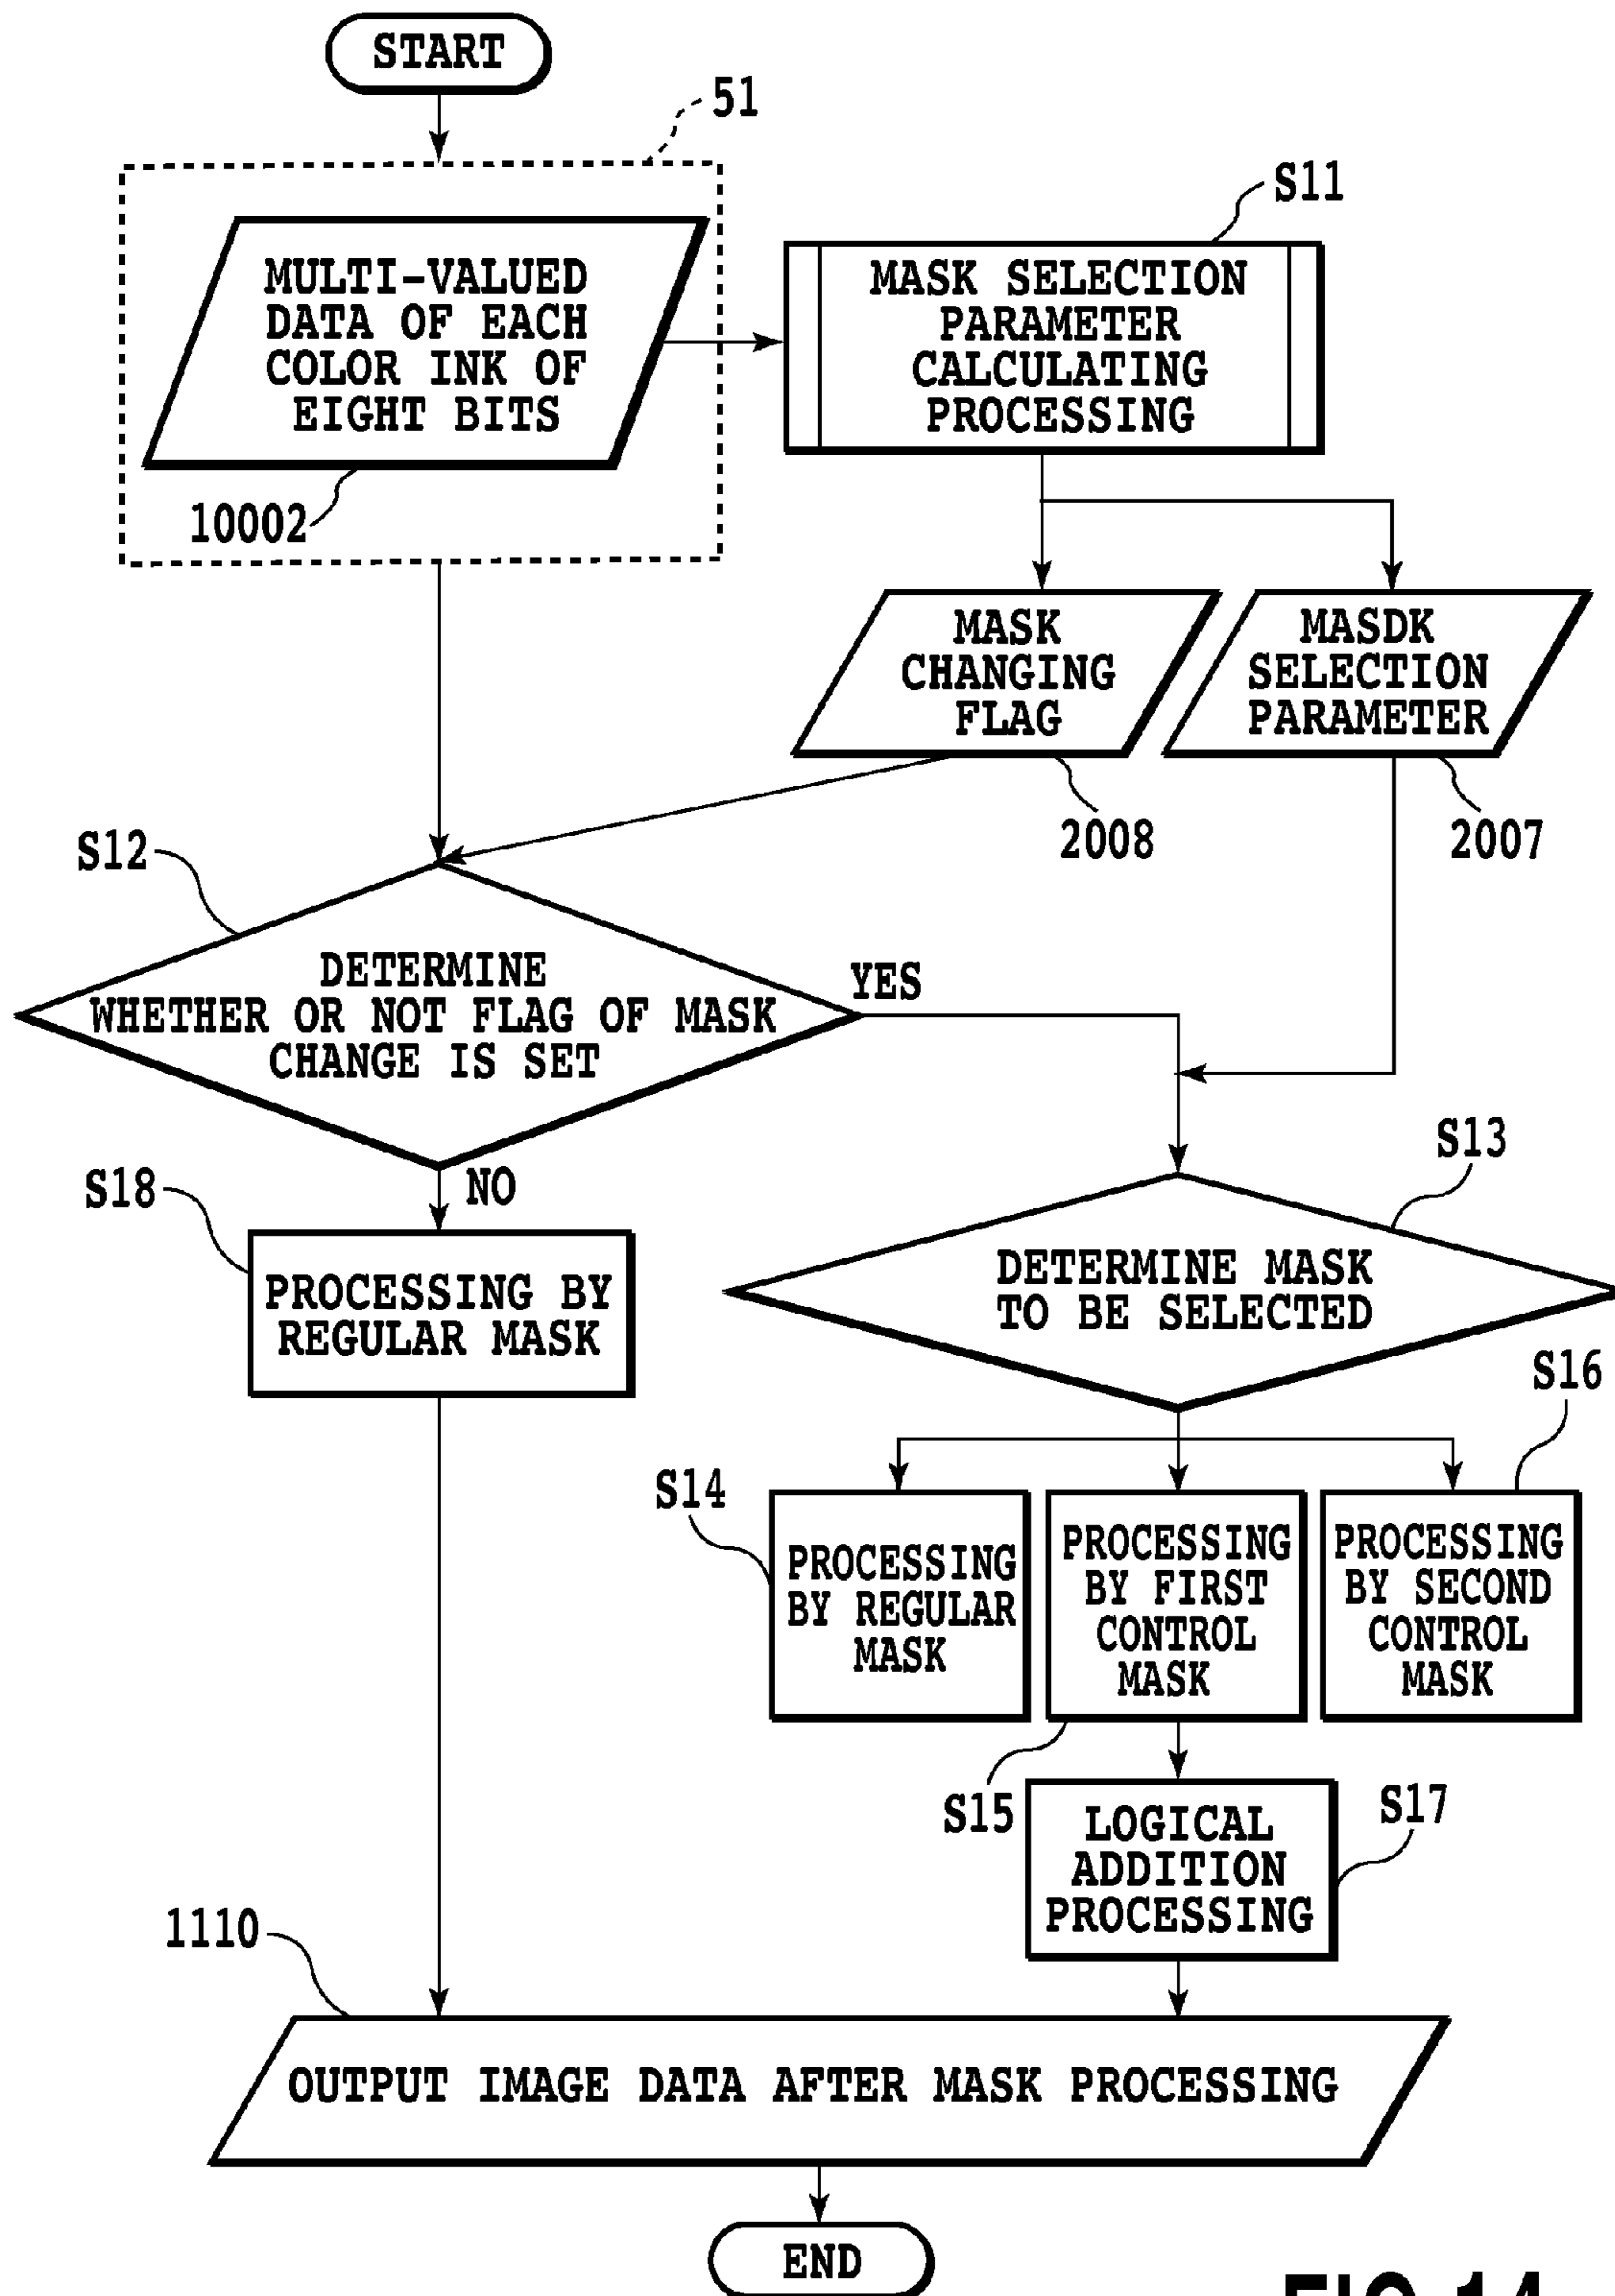 START
51
S11
MULTI-VALUED
DATA OF EACH
COLOR INK OF
EIGHT BITS
10002
MASK SELECTION
PARAMETER
CALCULATING
PROCESSING
MASK
CHANGING
FLAG
2008
MASDK
SELECTION
PARAMETER
2007
S12
DETERMINE
WHETHER OR NOT FLAG OF MASK
CHANGE IS SET
YES
NO
S18
PROCESSING BY
REGULAR MASK
S13
DETERMINE MASK
TO BE SELECTED
S14
PROCESSING
BY REGULAR
MASK
PROCESSING
BY FIRST
CONTROL
MASK
S15
S16
PROCESSING
BY SECOND
CONTROL
MASK
LOGICAL
ADDITION
PROCESSING
S17
1110
OUTPUT IMAGE DATA AFTER MASK PROCESSING
END